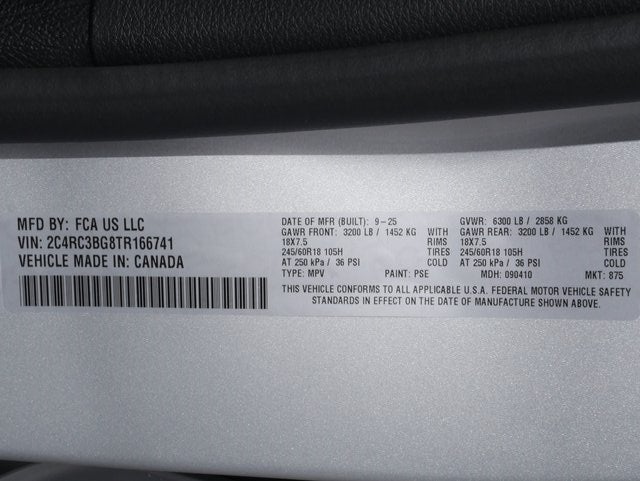 MFD BY: FCA US LLC
VIN: 2C4RC3BG8TR166741
VEHICLE MADE IN: CANADA
DATE OF MFR (BUILT): 9-25 GVWR: 6300 LB / 2858 KG
GAWR FRONT: 3200 LB / 1452 KG WITH GAWR REAR: 3200 LB / 1452 KG WITH
18X7.5 RIMS 18X7.5 RIMS
245/60R18 105H TIRES 245/60R18 105H TIRES
AT 250 kPa / 36 PSI COLD AT 250 kPa / 36 PSI COLD
TYPE: MPV PAINT: PSE MDH: 090410 MKT: 875
THIS VEHICLE CONFORMS TO ALL APPLICABLE U.S.A. FEDERAL MOTOR VEHICLE SAFETY
STANDARDS IN EFFECT ON THE DATE OF MANUFACTURE SHOWN ABOVE.